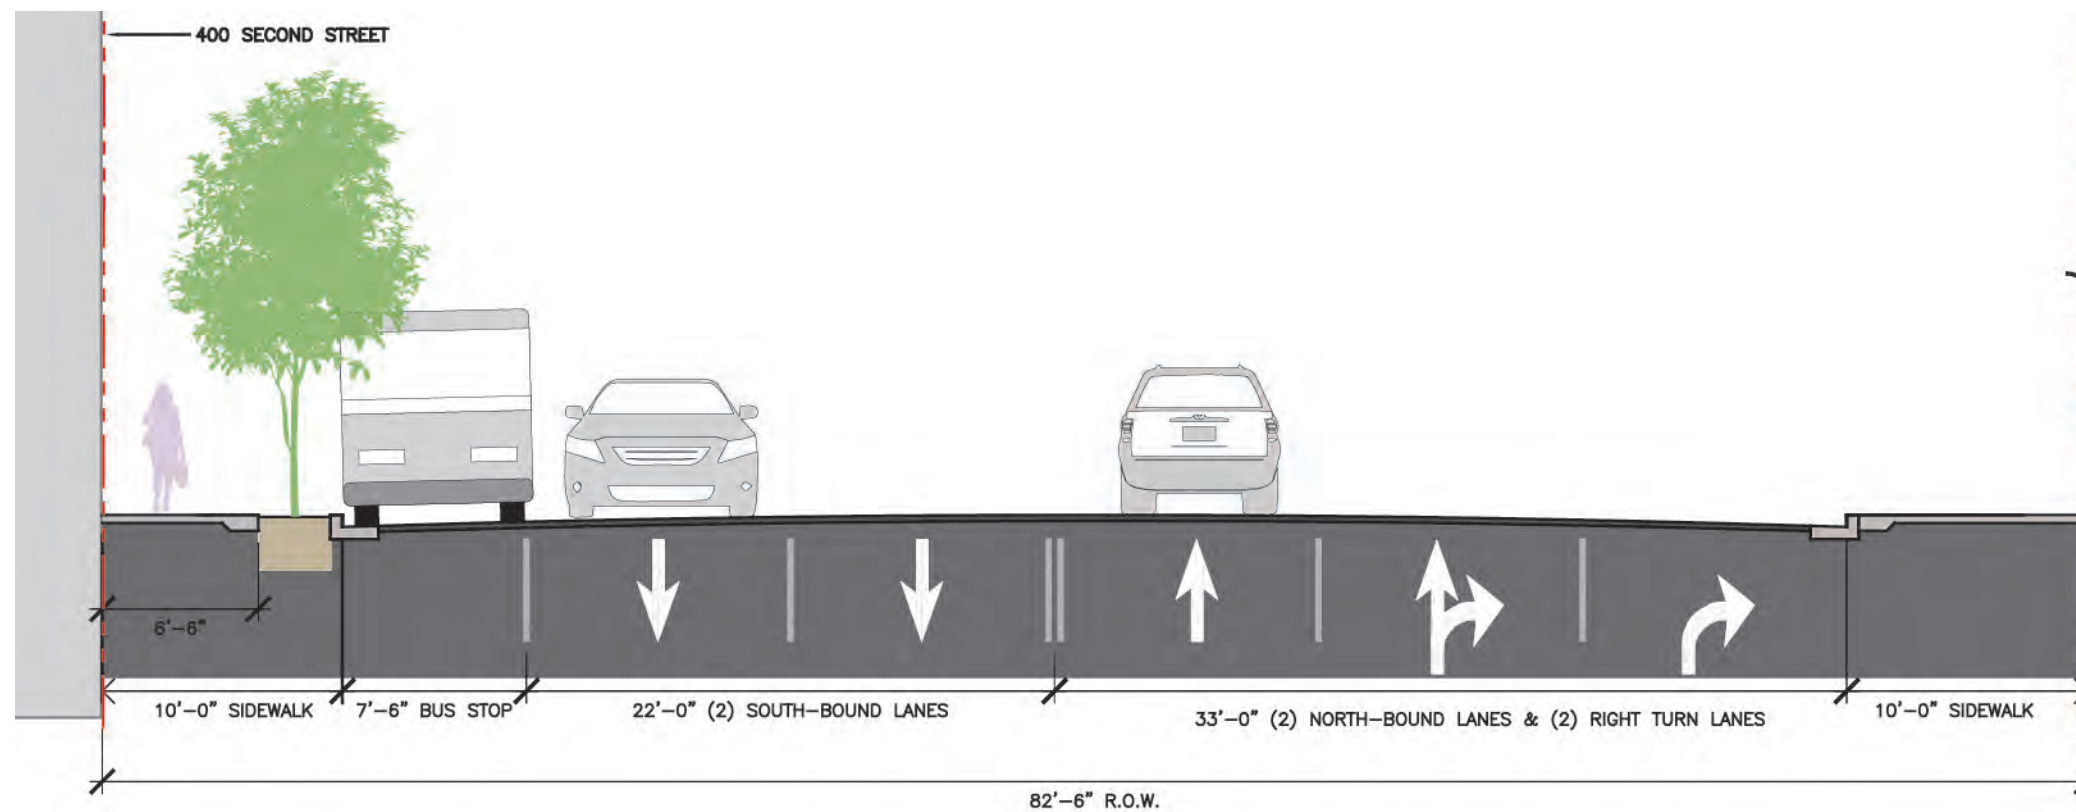 400 SECOND STREET
6'-6"
10'-0" SIDEWALK
7'-6" BUS STOP
22'-0" (2) SOUTH-BOUND LANES
33'-0" (2) NORTH-BOUND LANES & (2) RIGHT TURN LANES
10'-0" SIDEWALK
82'-6" R.O.W.